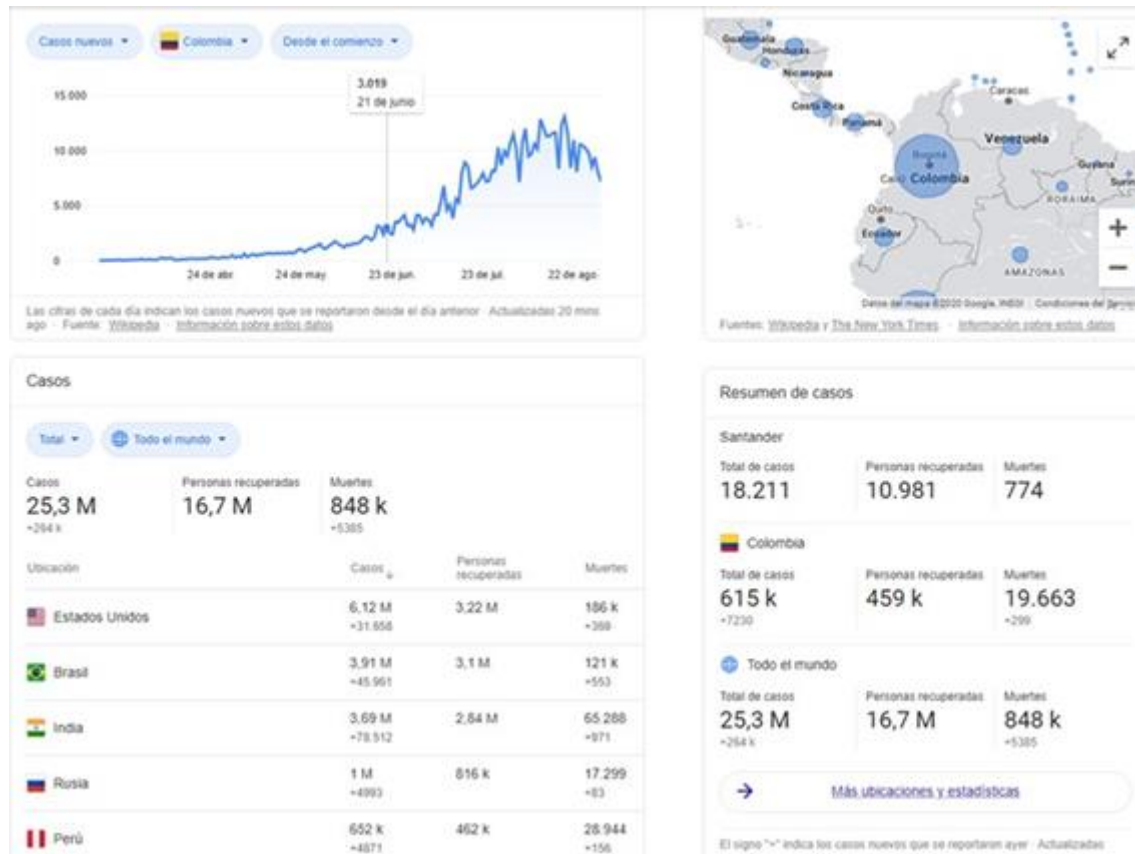 Casos nuevos
Colombia
Desde el comienzo
3.019
21 de junio
15.000
10.000
5.000
0
24 de abr.
24 de may.
23 de jun.
23 de jul.
22 de ago.
Las cifras de cada día indican los casos nuevos que se reportaron desde el día anterior · Actualizadas 20 mins
ago · Fuente: Wikipedia · Información sobre estos datos
Guatemala
Honduras
Nicaragua
Costa Rica
Panamá
Caracas
Venezuela
Guyana
Bogotá
Colombia
RORAIMA
Quito
Ecuador
AMAZONAS
Datos del mapa ©2020 Google, INEGI Condiciones del
Fuentes: Wikipedia y The New York Times. · Información sobre estos datos
Casos
Total
Todo el mundo
Casos Personas recuperadas Muertes
25,3 M 16,7 M 848 k
+264 k +5385
Ubicación Casos Personas recuperadas Muertes
Estados Unidos 6,12 M 3,22 M 186 k
+31.656 +369
Brasil 3,91 M 3,1 M 121 k
+45.961 +553
India 3,69 M 2,84 M 65.288
+78.512 +971
Rusia 1 M 816 k 17.299
+4993 +83
Perú 652 k 462 k 28.944
+4871 +156
Resumen de casos
Santander
Total de casos Personas recuperadas Muertes
18.211 10.981 774
Colombia
Total de casos Personas recuperadas Muertes
615 k 459 k 19.663
+7230 +299
Todo el mundo
Total de casos Personas recuperadas Muertes
25,3 M 16,7 M 848 k
+264 k +5385
Más ubicaciones y estadísticas
El signo "+" indica los casos nuevos que se reportaron ayer · Actualizadas